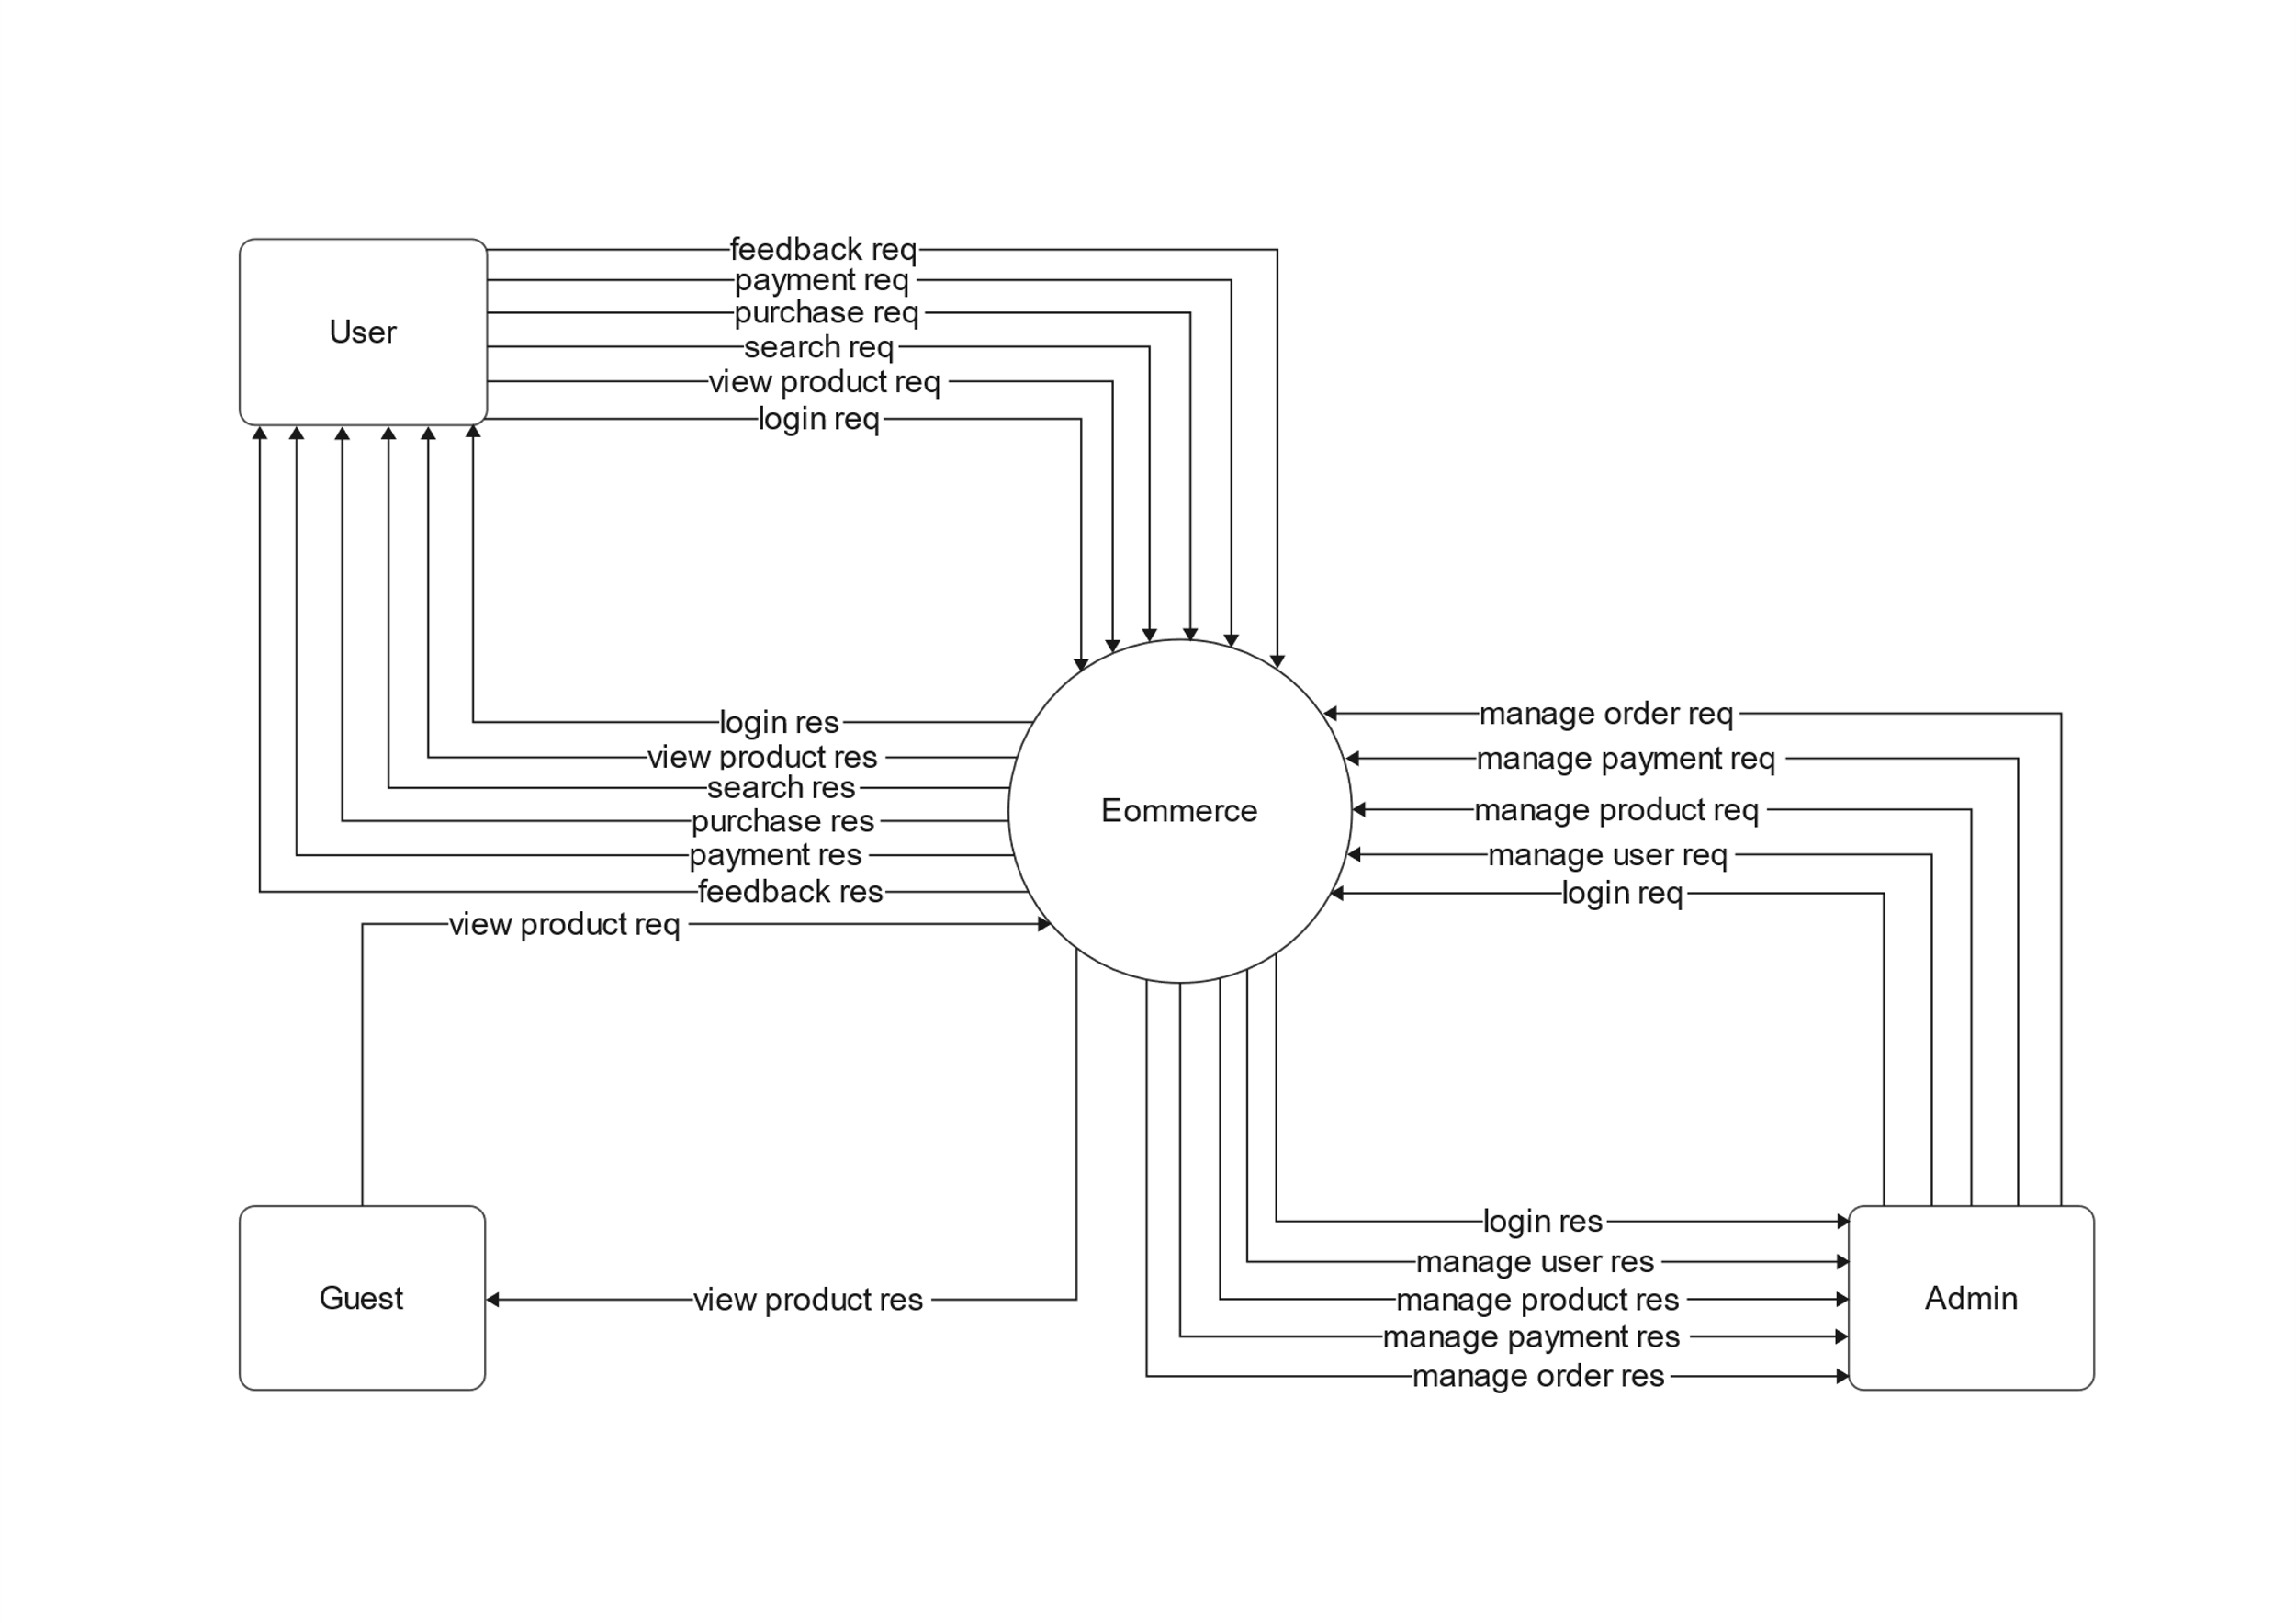 feedback req
payment req
purchase req
User
search req
view product req
login req
login res
manage order req
view product res
manage payment req
search res
Eommerce
manage product req
purchase res
payment res
manage user req
feedback res
login req
view product req
login res
manage user res
Guest
view product res
manage product res
Admin
manage payment res
manage order res